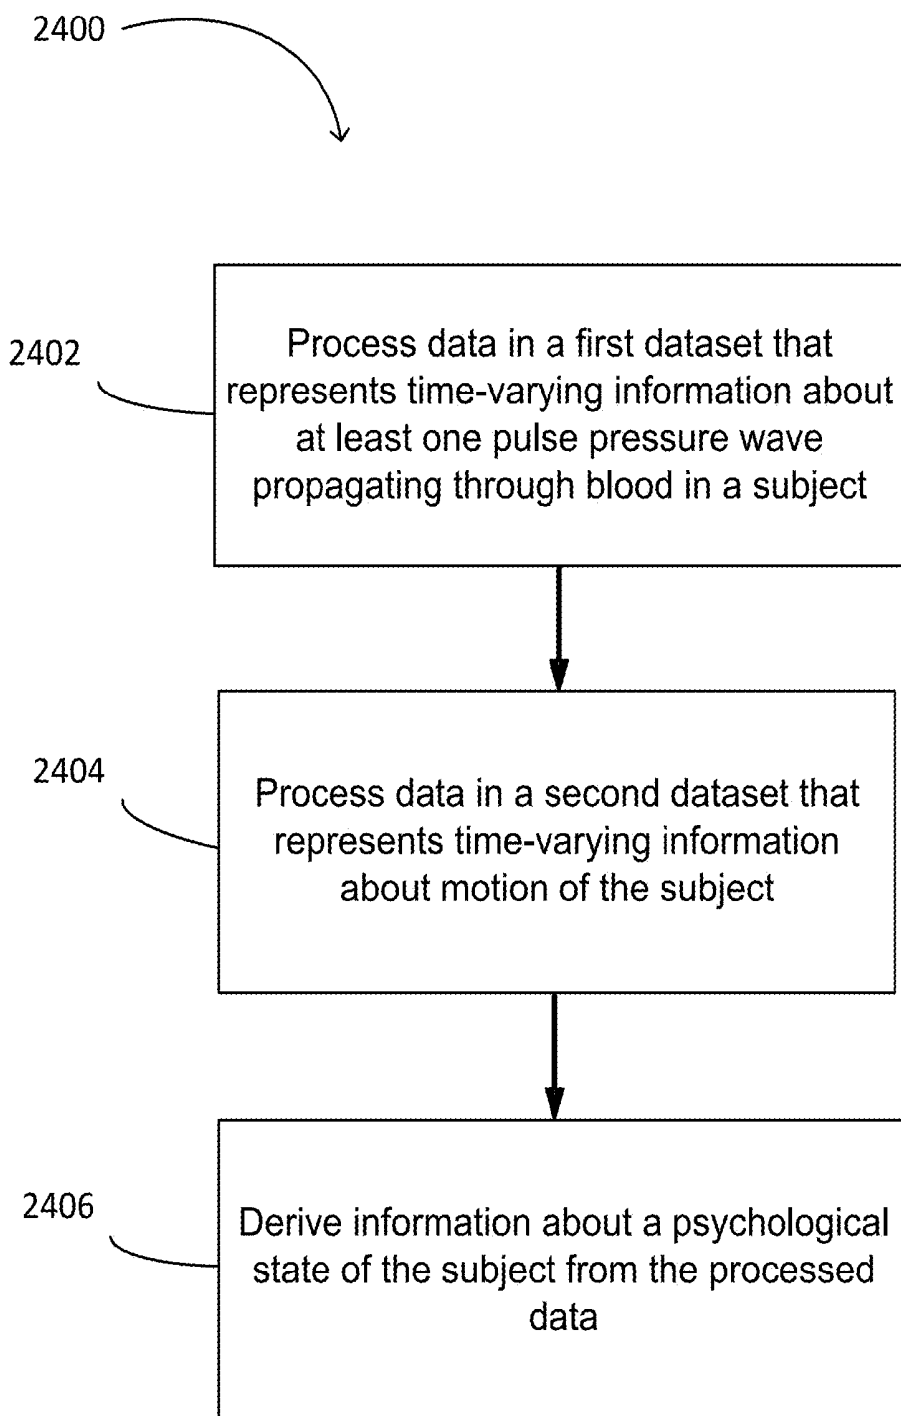 2400
2402
Process data in a first dataset that
represents time-varying information about
at least one pulse pressure wave
propagating through blood in a subject
2404
Process data in a second dataset that
represents time-varying information
about motion of the subject
2406
Derive information about a psychological
state of the subject from the processed
data